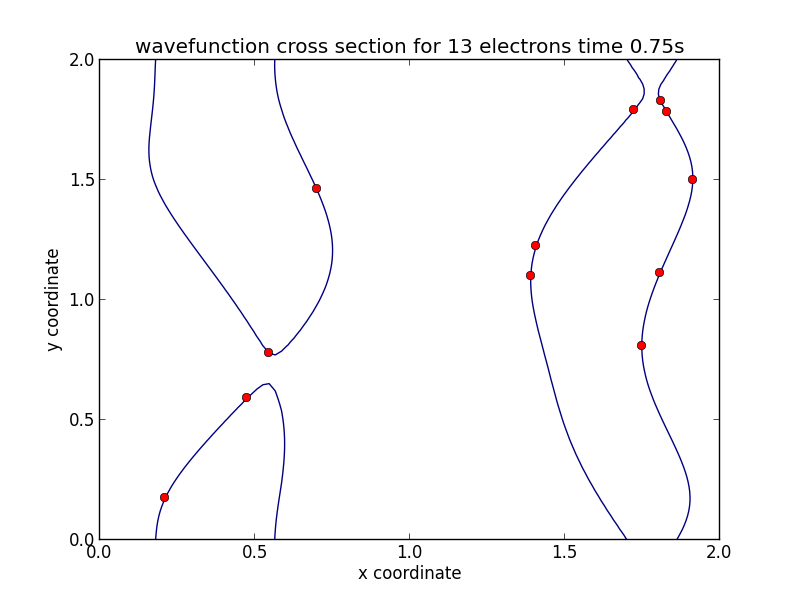 wavefunction cross section for 13 electrons time 0.75s
2.0
1.5
1.0
0.5
0.0
y coordinate
0.0 0.5 1.0 1.5 2.0
x coordinate